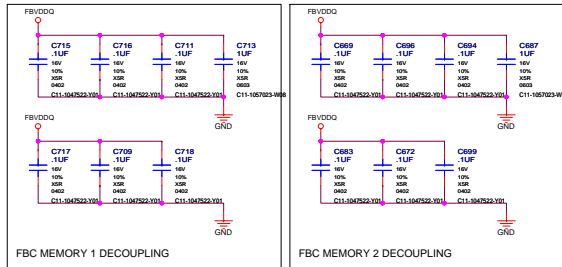 FBVDDQ
C715
.1UF
16V
10%
X5R
0402
C11-1047522-Y01
C716
.1UF
16V
10%
X5R
0402
C11-1047522-Y01
C711
.1UF
16V
10%
X5R
0402
C11-1047522-Y01
C713
1UF
16V
10%
X5R
0603
C11-1057023-W08
GND
FBVDDQ
C717
.1UF
16V
10%
X5R
0402
C11-1047522-Y01
C709
.1UF
16V
10%
X5R
0402
C11-1047522-Y01
C718
.1UF
16V
10%
X5R
0402
C11-1047522-Y01
GND
FBC MEMORY 1 DECOUPLING
FBVDDQ
C669
.1UF
16V
10%
X5R
0402
C11-1047522-Y01
C696
.1UF
16V
10%
X5R
0402
C11-1047522-Y01
C694
.1UF
16V
10%
X5R
0402
C11-1047522-Y01
C687
1UF
16V
10%
X5R
0603
C11-1057023-W
GND
FBVDDQ
C683
.1UF
16V
10%
X5R
0402
C11-1047522-Y01
C672
.1UF
16V
10%
X5R
0402
C11-1047522-Y01
C699
.1UF
16V
10%
X5R
0402
C11-1047522-Y01
GND
FBC MEMORY 2 DECOUPLING